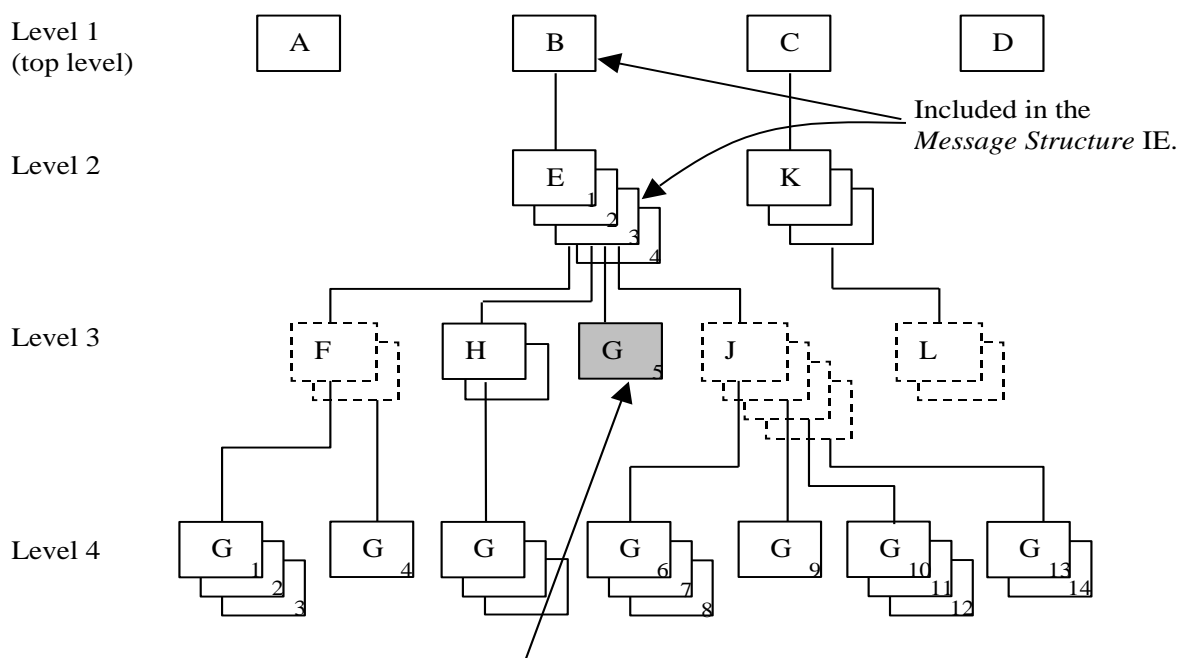 Level 1
(top level)
A
B
C
D
Included in the
Message Structure IE.
Level 2
E
1
2
3
4
K
Level 3
F
H
G
5
J
L
Level 4
G
1
2
3
G
4
G
G
6
7
8
G
9
G
10
11
12
G
13
14